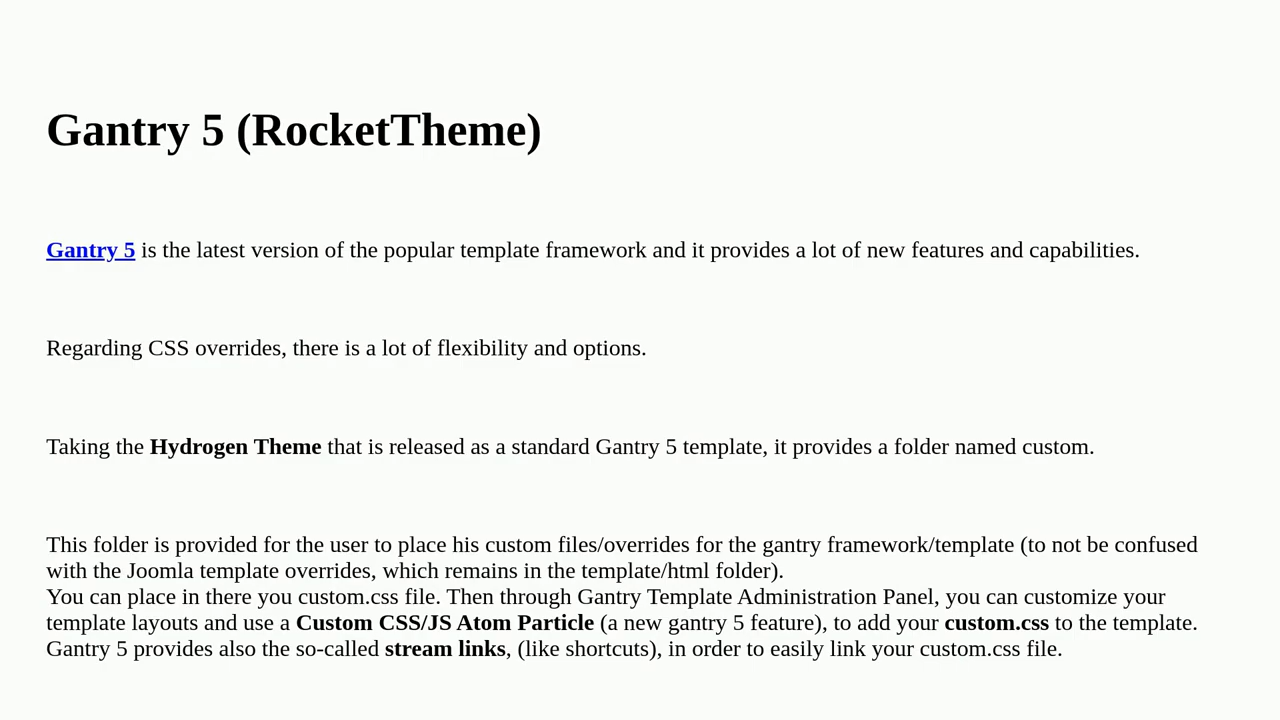 Gantry 5 (RocketTheme)
Gantry 5 is the latest version of the popular template framework and it provides a lot of new features and capabilities.
Regarding CSS overrides, there is a lot of flexibility and options.
Taking the Hydrogen Theme that is released as a standard Gantry 5 template, it provides a folder named custom.
This folder is provided for the user to place his custom files/overrides for the gantry framework/template (to not be confused
with the Joomla template overrides, which remains in the template/html folder).
You can place in there you custom.css file. Then through Gantry Template Administration Panel, you can customize your
template layouts and use a Custom CSS/JS Atom Particle (a new gantry 5 feature), to add your custom.css to the template.
Gantry 5 provides also the so-called stream links, (like shortcuts), in order to easily link your custom.css file.